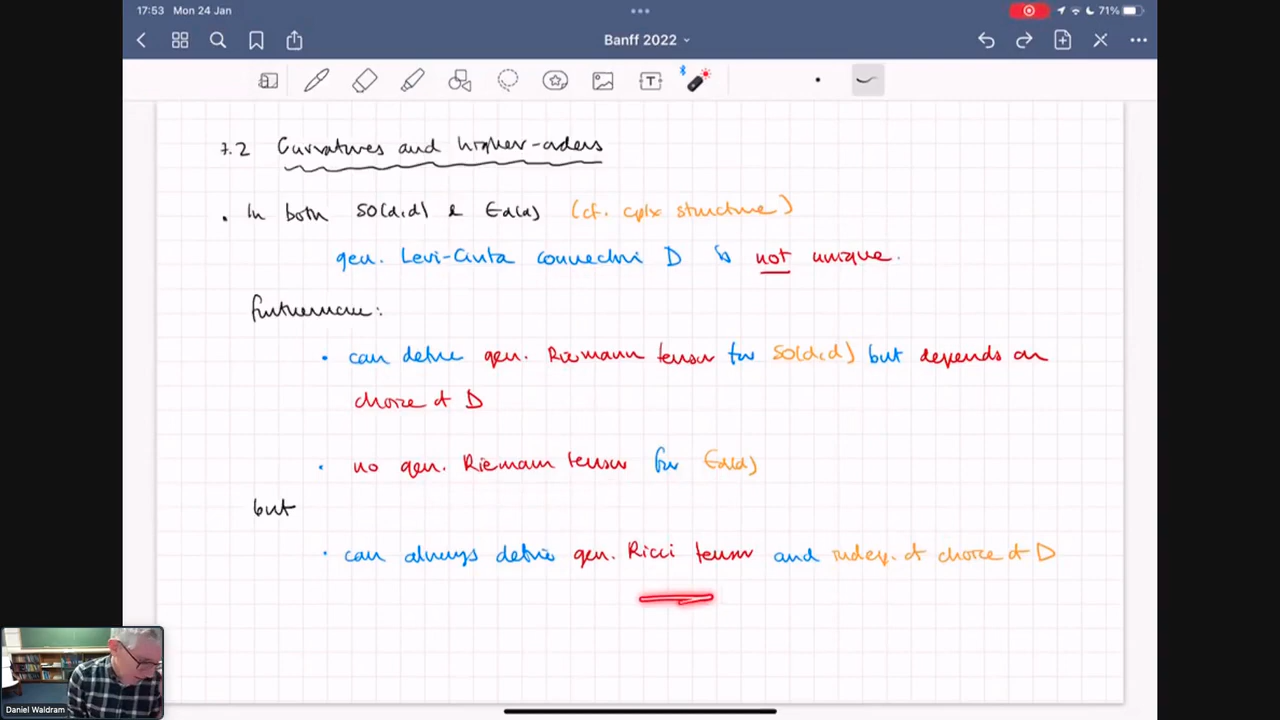 17:53 Mon 24 Jan
71%
Banff 2022
T
7.2 Curvatures and higher-orders
• In both SO(d,d) & Ed(d) (cf. cplx structure)
gen. Levi-Civita connection D is not unique.
furthermore:
• can define gen. Riemann tensor for SO(d,d) but depends on
choice of D
• no gen. Riemann tensor for Ed(d)
but
• can always define gen. Ricci tensor and indep. of choice of D
Daniel Waldram